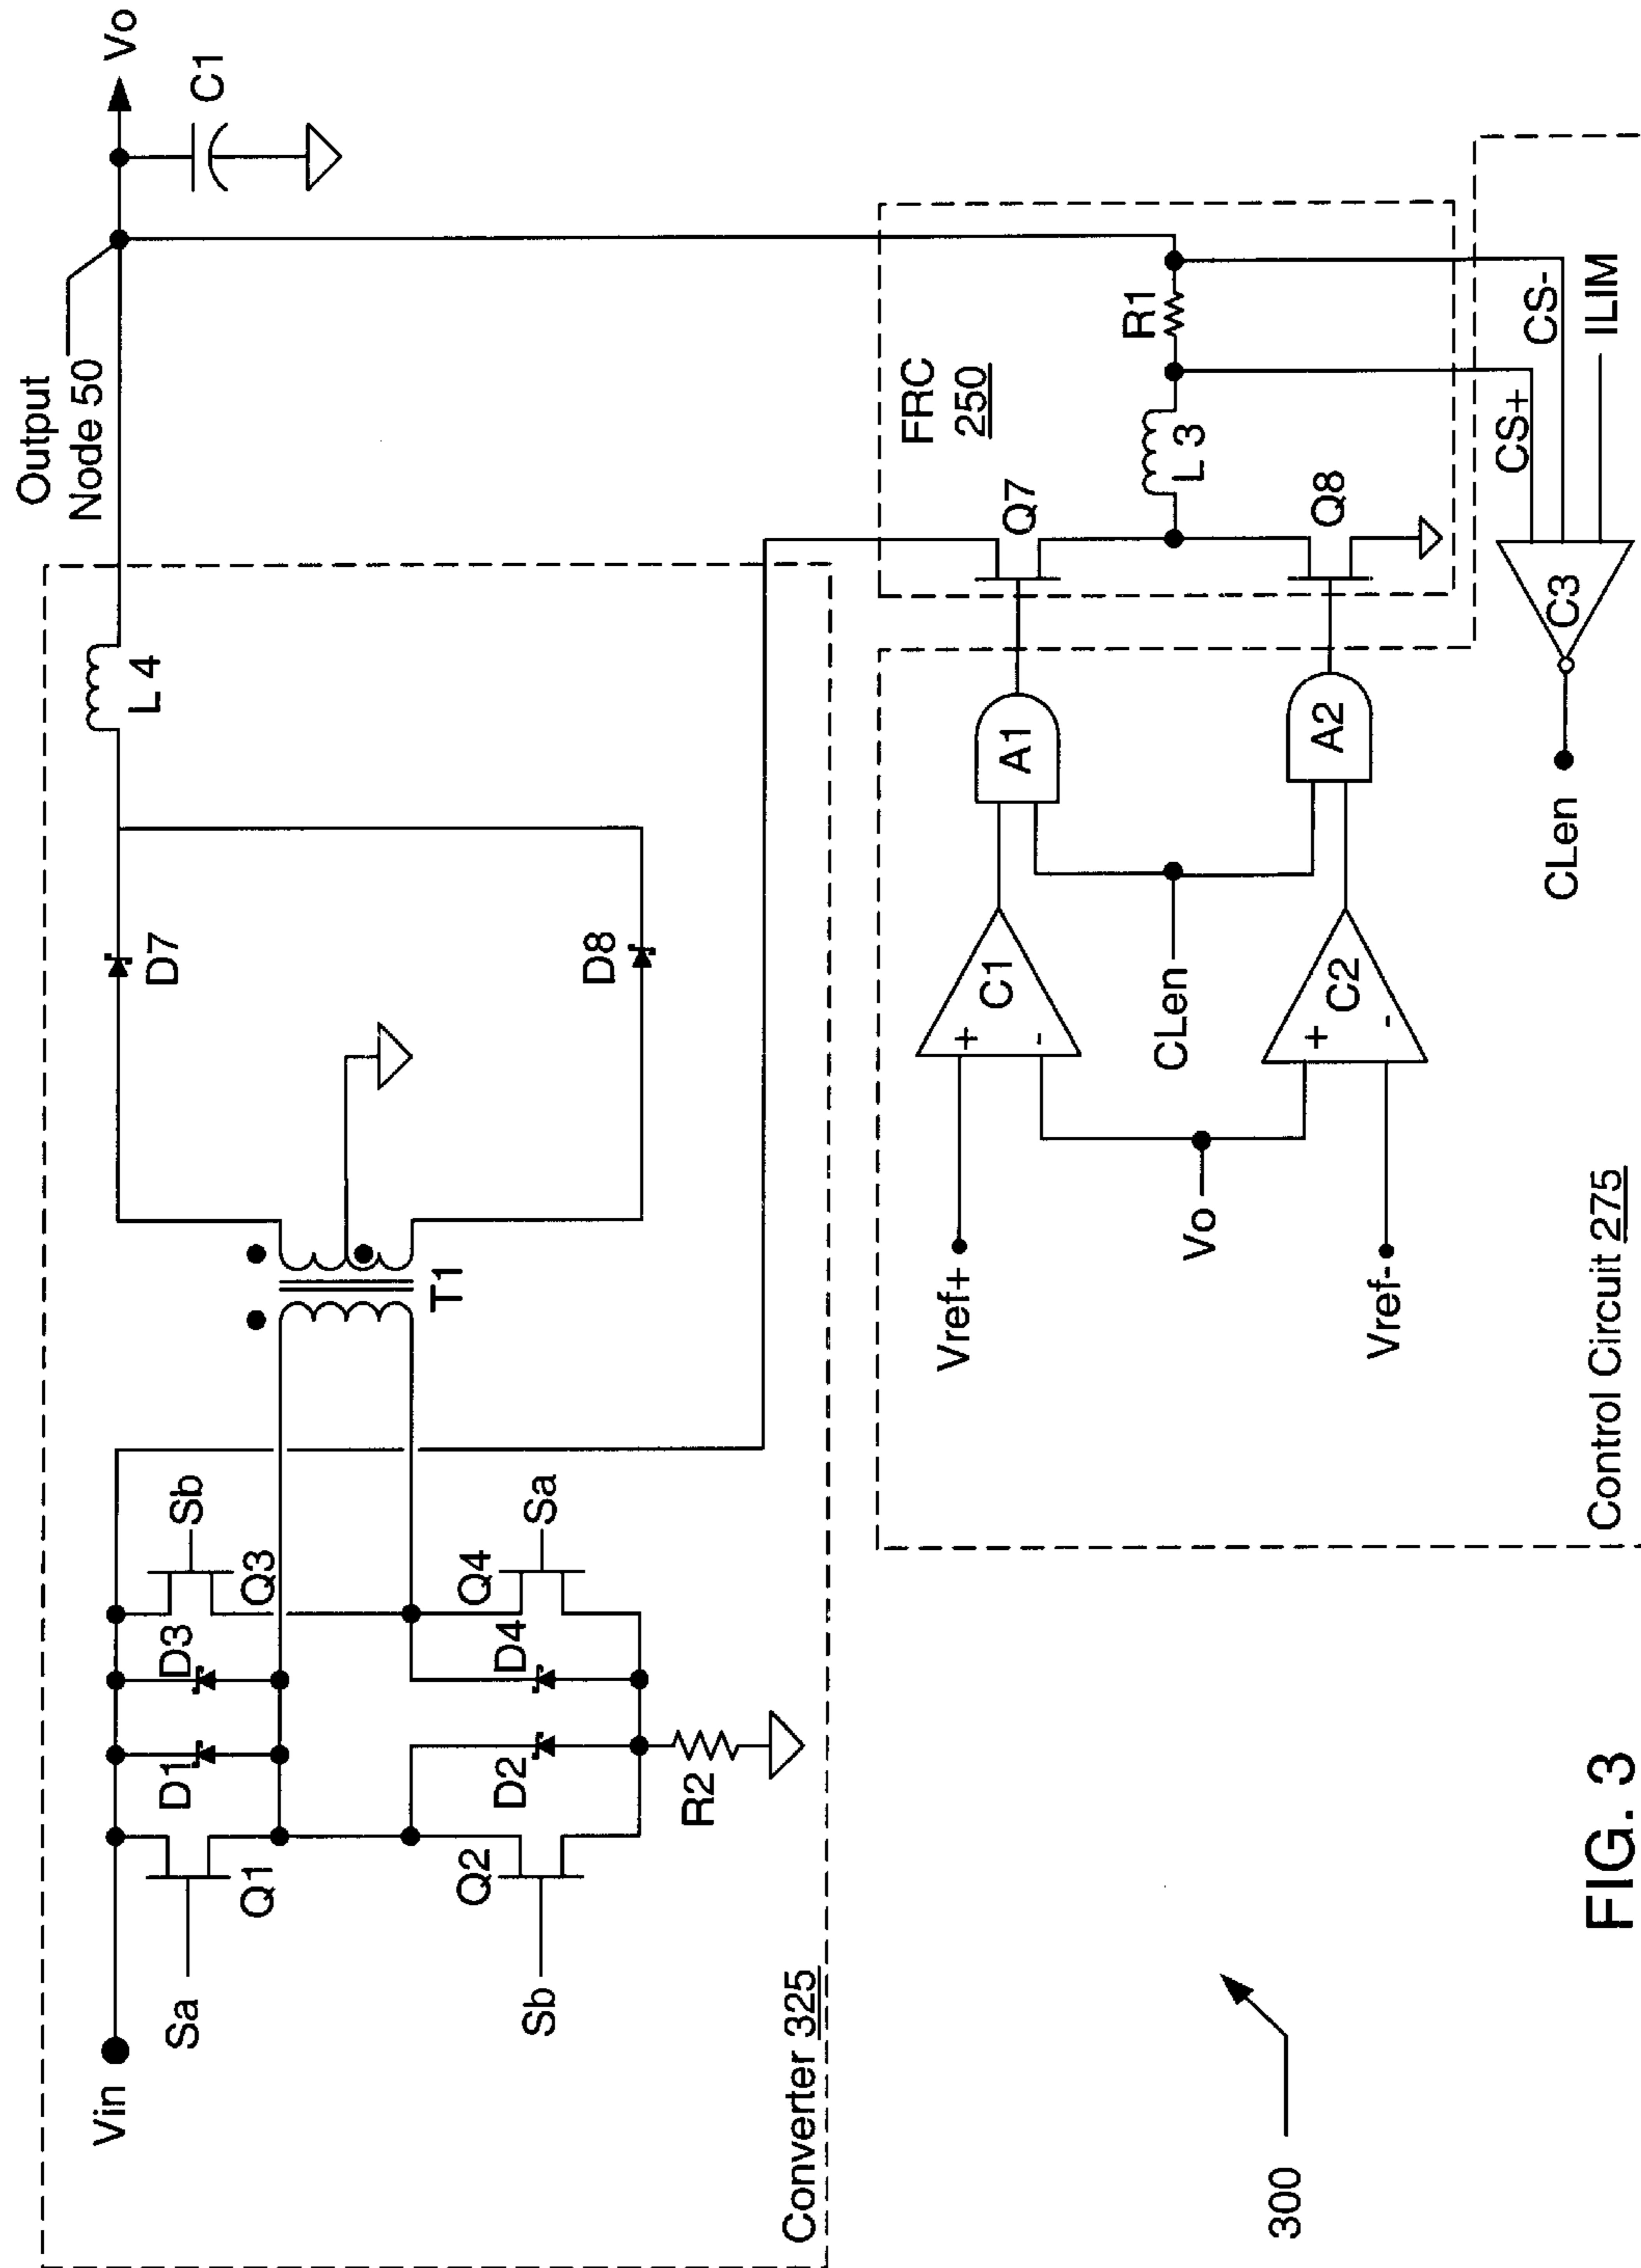 Output
Node 50
Vo
C1
L 4
D7
D8
T1
Vin
Sa
Q1
D1
D3
Q3
Sb
Sb
Q2
D2
D4
Q4
Sa
R2
Converter 325
FRC
250
Q7
Q8
L 3
R1
CS+
CS-
ILIM
C3
CLen
A1
A2
C1
+
-
C2
+
-
CLen
Vref+
Vo
Vref-
Control Circuit 275
300
FIG. 3